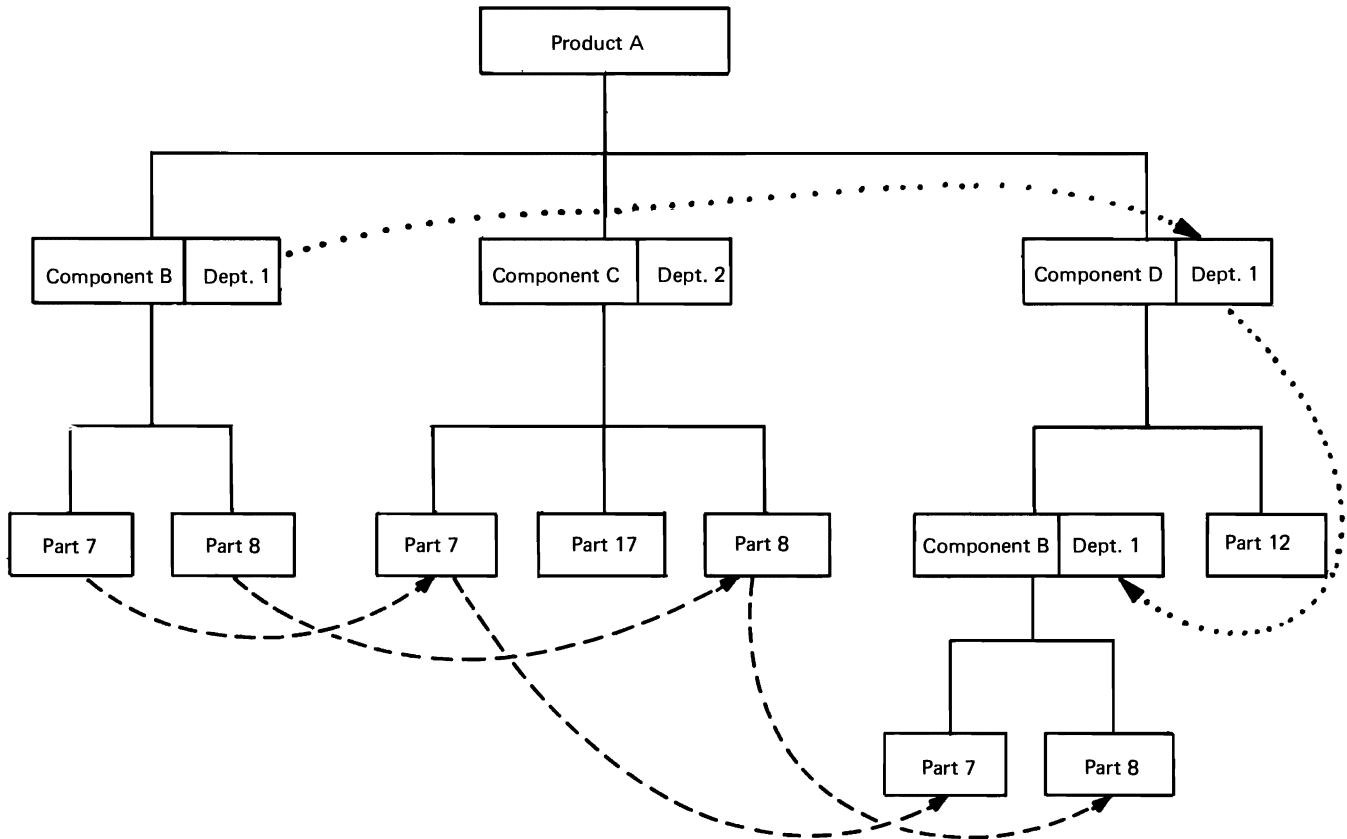 Product A
Component B Dept. 1
Component C Dept. 2
Component D Dept. 1
Part 7
Part 8
Part 7
Part 17
Part 8
Component B Dept. 1
Part 12
Part 7
Part 8